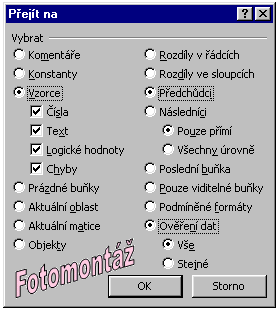 Přejít na
Vybrat
Komentáře
Konstanty
Vzorce
Čísla
Text
Logické hodnoty
Chyby
Prázdné buňky
Aktuální oblast
Aktuální matice
Objekty
Rozdíly v řádcích
Rozdíly ve sloupcích
Předchůdci
Následníci
Pouze přímí
Všechny úrovně
Poslední buňka
Pouze viditelné buňky
Podmíněné formáty
Ověření dat
Vše
Stejné
Fotomontáž
OK
Storno